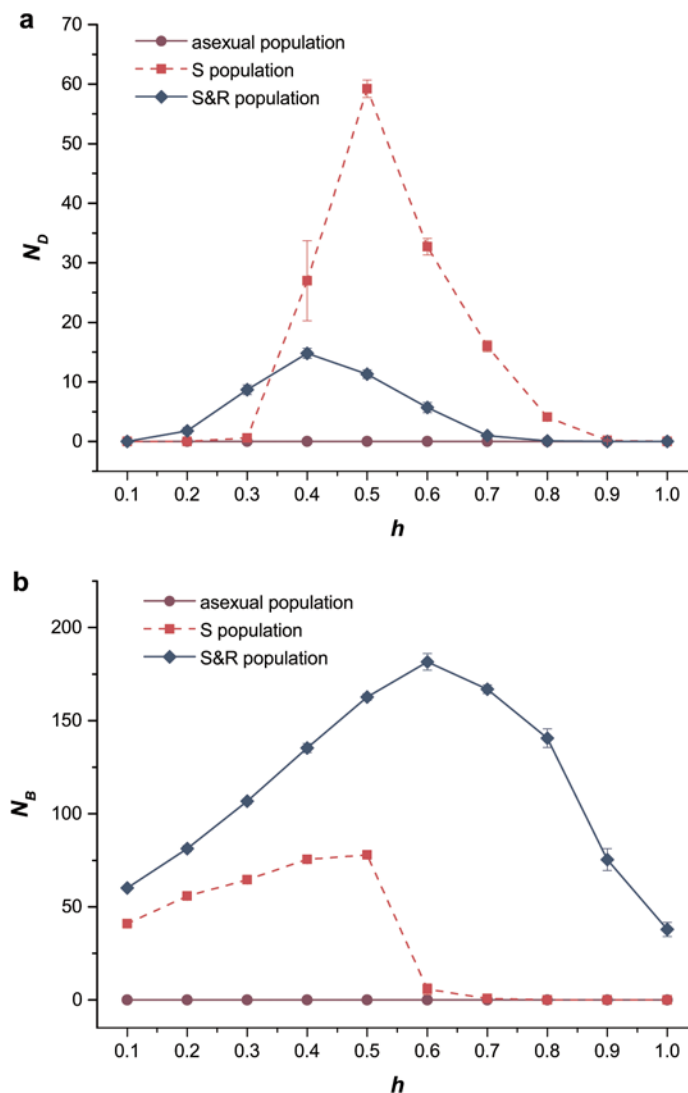 a
70
60
50
40
30
20
10
0
N_D
asexual population
S population
S&R population
0.1 0.2 0.3 0.4 0.5 0.6 0.7 0.8 0.9 1.0
h
b
200
150
100
50
0
N_B
asexual population
S population
S&R population
0.1 0.2 0.3 0.4 0.5 0.6 0.7 0.8 0.9 1.0
h